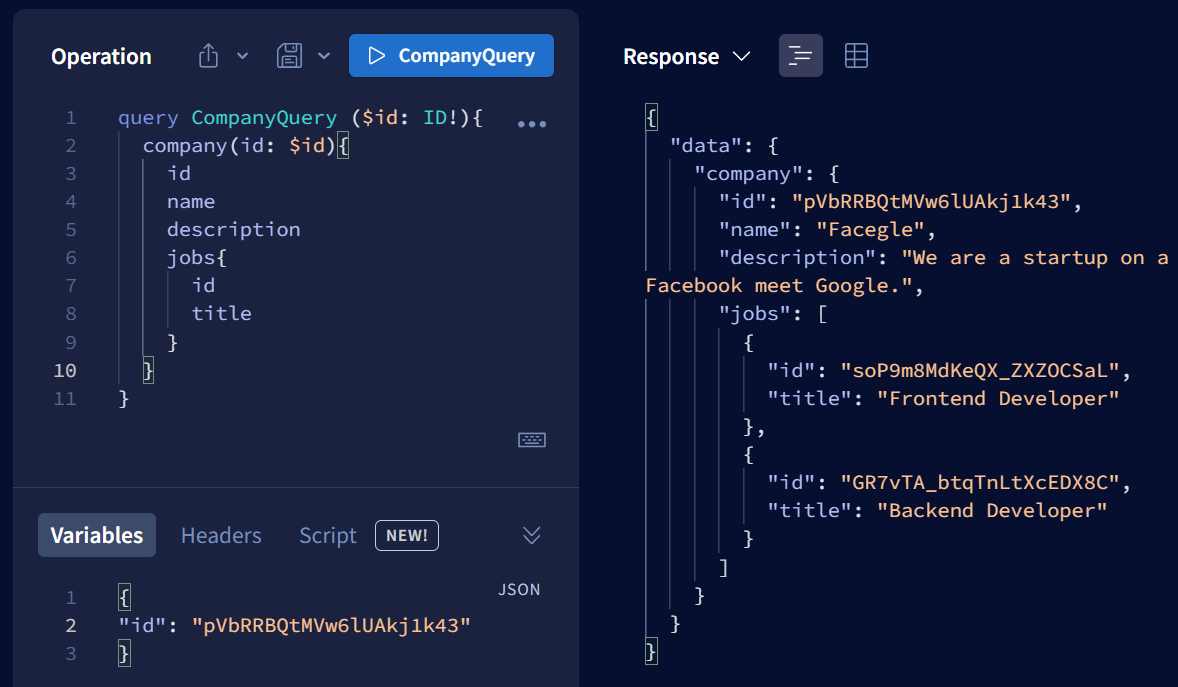 Operation
CompanyQuery
1 query CompanyQuery ($id: ID!){
2 company(id: $id){
3 id
4 name
5 description
6 jobs{
7 id
8 title
9 }
10 }
11 }
Variables Headers Script NEW!
JSON
1 {
2 "id": "pVbRRBQtMVw6lUAkj1k43"
3 }
Response
{
"data": {
"company": {
"id": "pVbRRBQtMVw6lUAkj1k43",
"name": "Facegle",
"description": "We are a startup on a
Facebook meet Google.",
"jobs": [
{
"id": "soP9m8MdKeQX_ZXZOCSaL",
"title": "Frontend Developer"
},
{
"id": "GR7vTA_btqTnLtXcEDX8C",
"title": "Backend Developer"
}
]
}
}
}